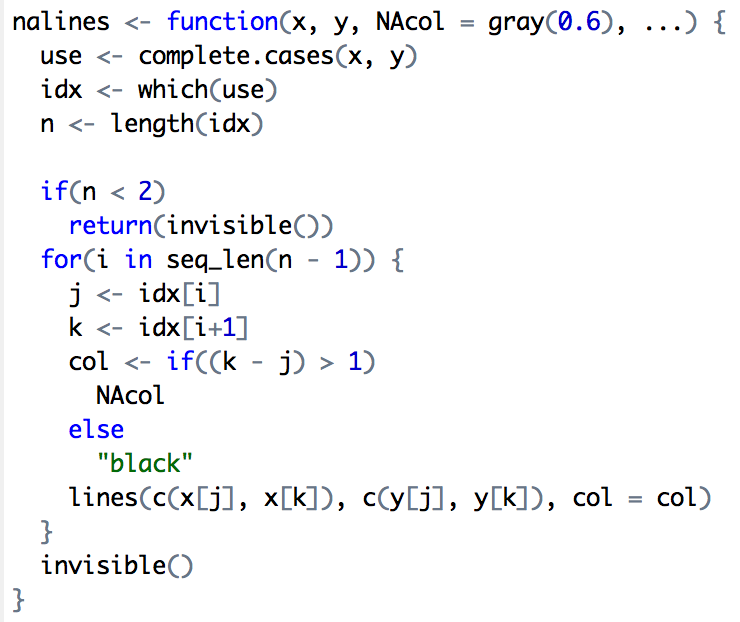 nalines <- function(x, y, NAcol = gray(0.6), ...) {
  use <- complete.cases(x, y)
  idx <- which(use)
  n <- length(idx)

  if(n < 2)
    return(invisible())
  for(i in seq_len(n - 1)) {
    j <- idx[i]
    k <- idx[i+1]
    col <- if((k - j) > 1)
      NAcol
    else
      "black"
    lines(c(x[j], x[k]), c(y[j], y[k]), col = col)
  }
  invisible()
}